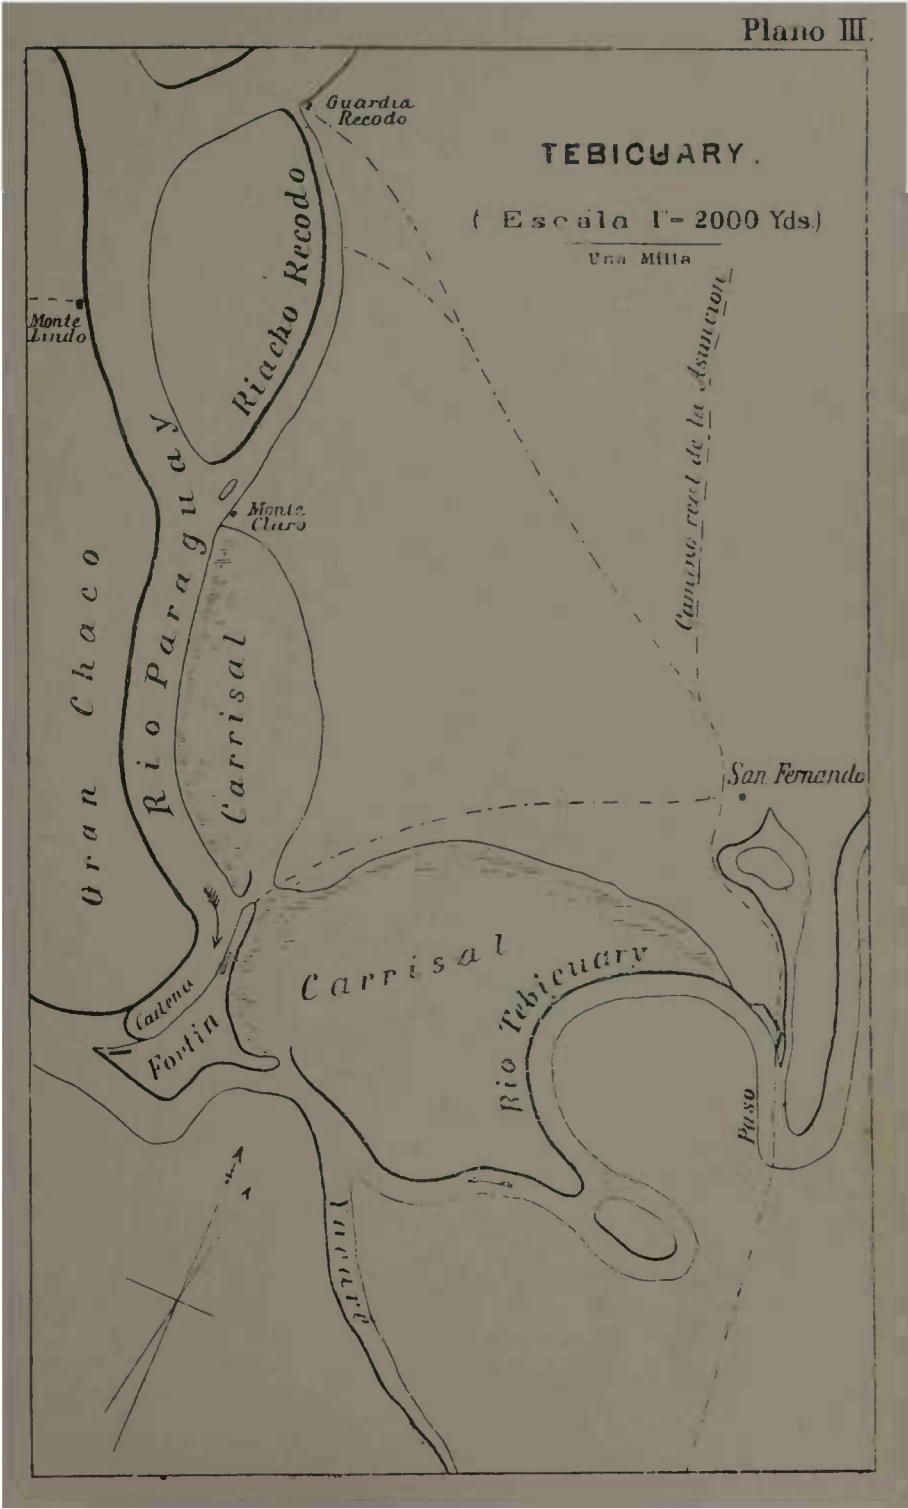 Plano III.
Guardia
Recodo
TEBICUARY.
( Escala 1"= 2000 Yds.)
Una Milla
Riacho Recodo
Monte
Lindo
Camino real de la Asuncion
Rio Paraguay
Monte
Claro
Gran Chaco
Carrisal
San Fernando
Carrisal
Rio Tebicuary
Cadena
Fortin
Paso
Yacaré